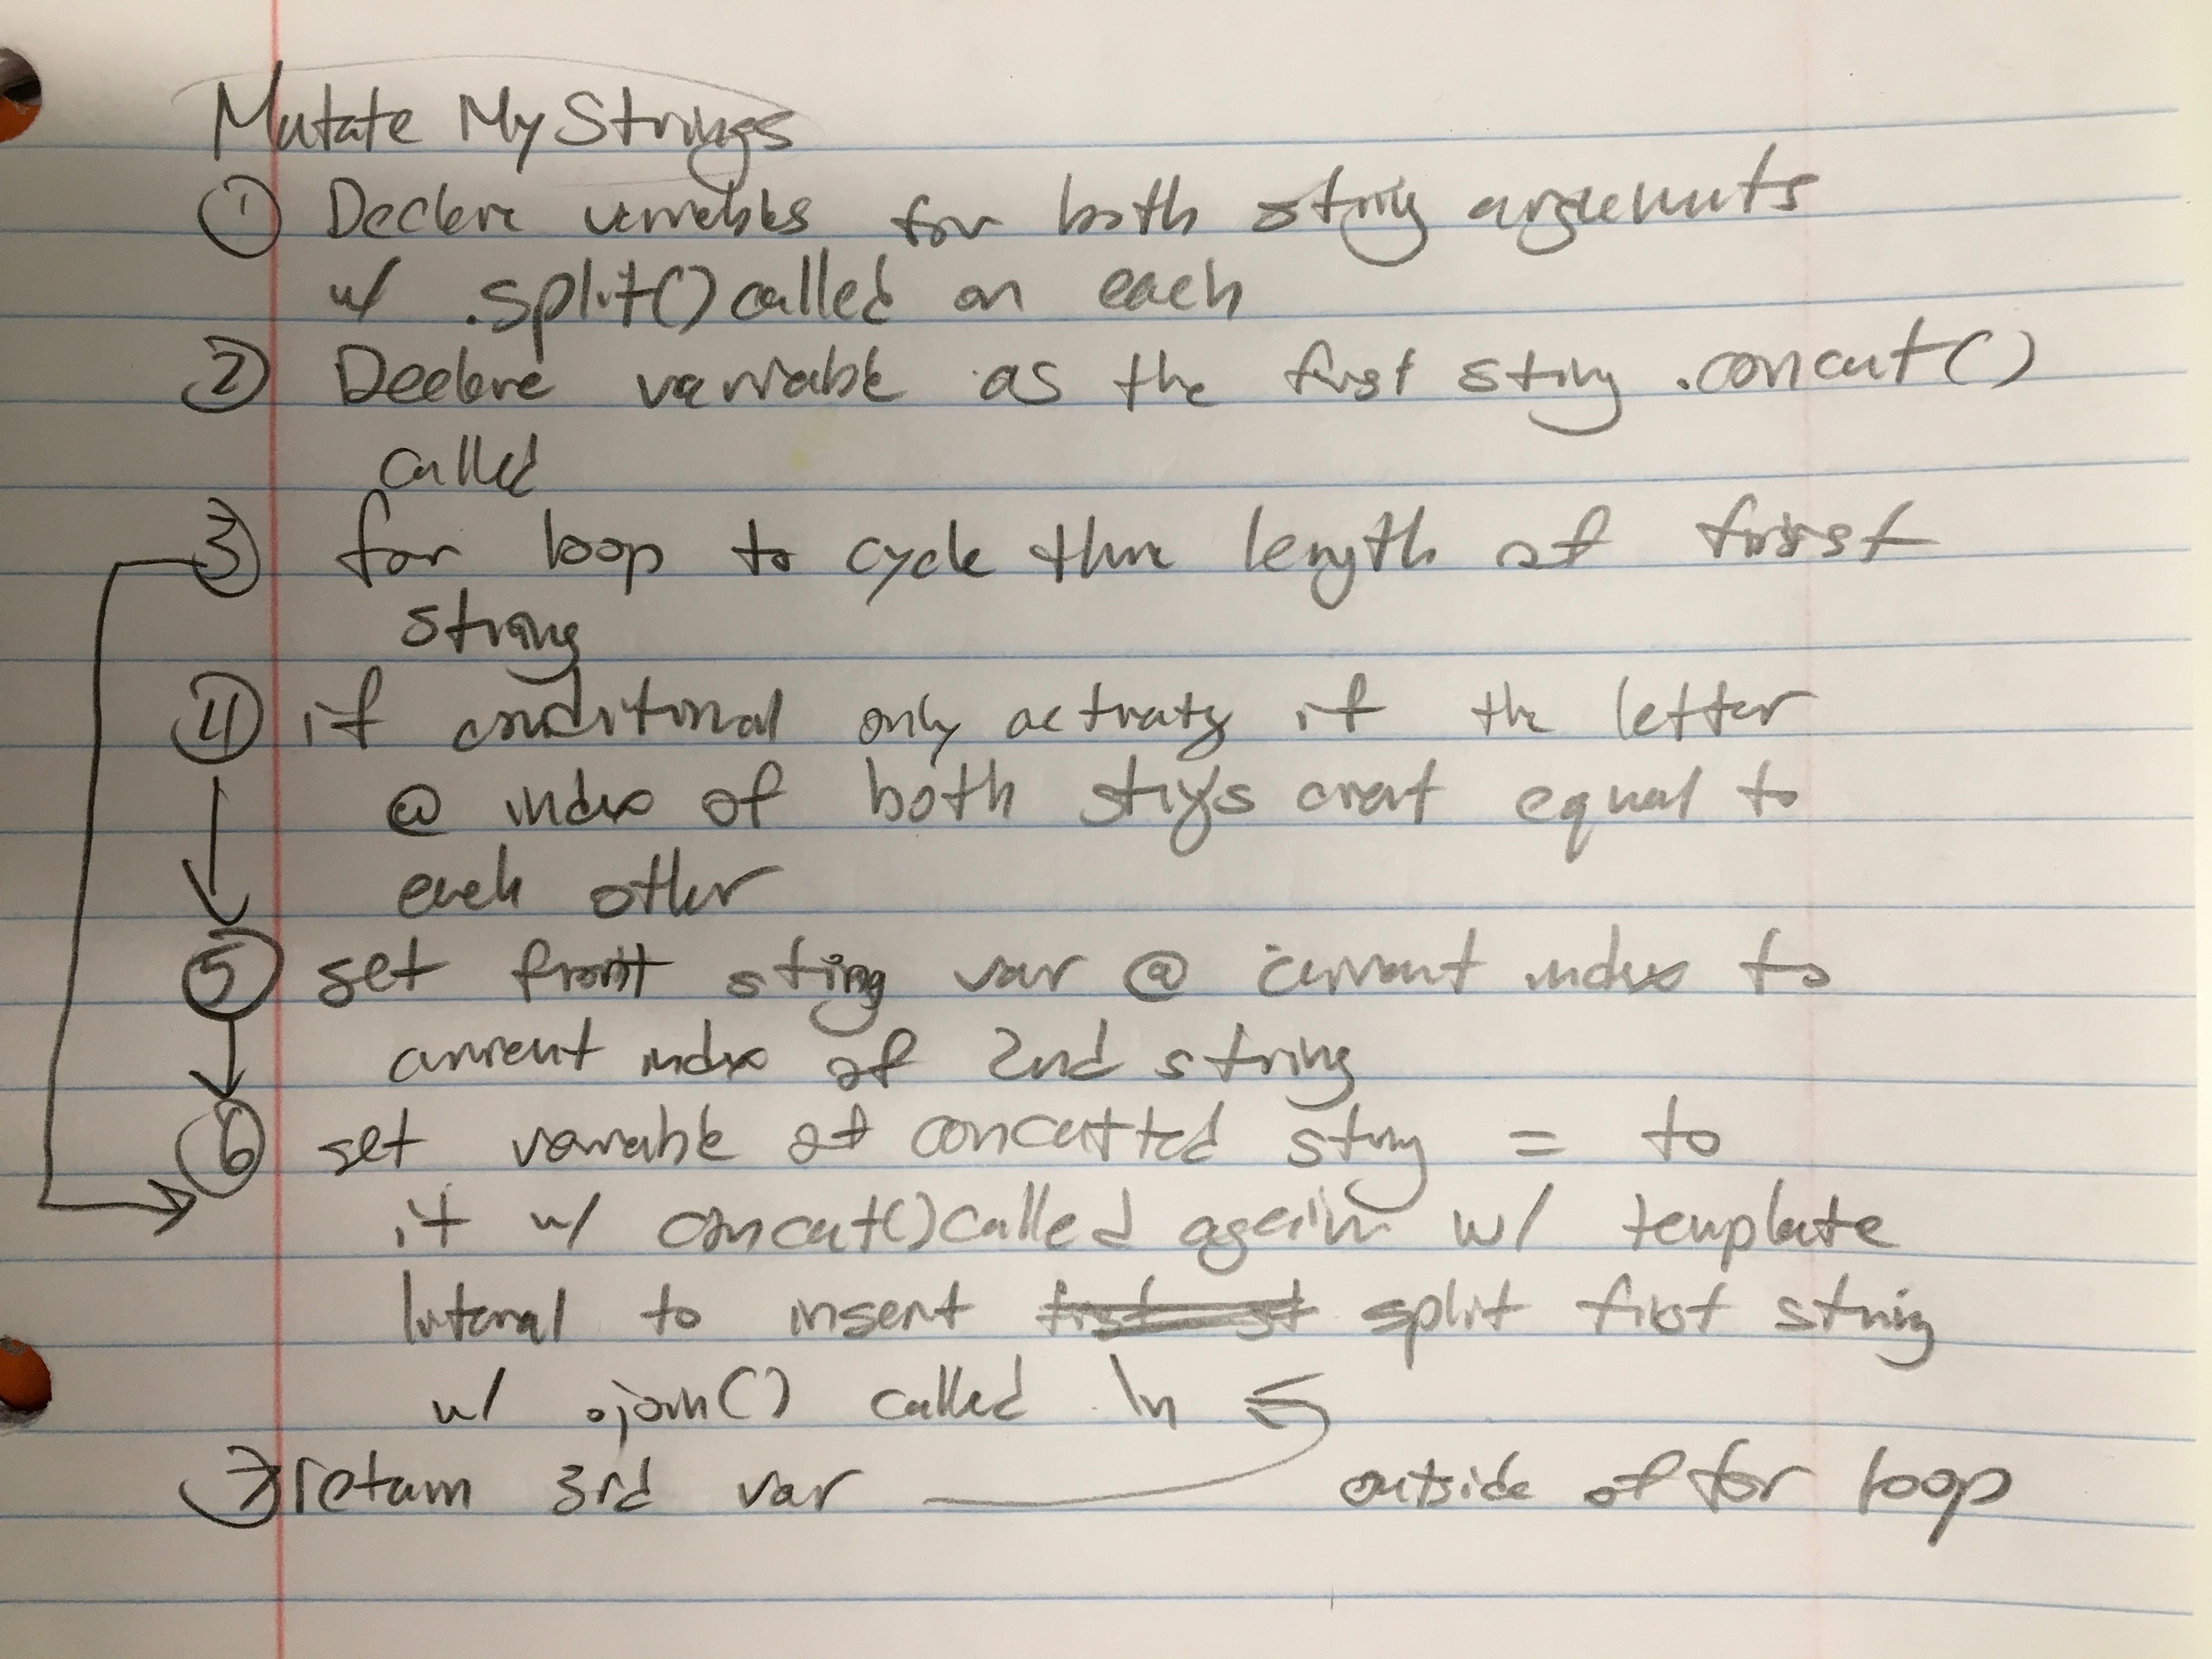 Mutate My Strings
① Declare variables for both string arguments
w/ .split() called on each
② Declare variable as the first string .concat()
called
③ for loop to cycle thru length of first
string
④ if conditional only activates if the letter
@ index of both strings arent equal to
each other
⑤ set first string var @ current index to
current index of 2nd string
⑥ set variable of concatted string = to
it w/ concat() called again w/ template
literal to insert split first string
w/ .join() called \n
⑦ return 3rd var outside of for loop